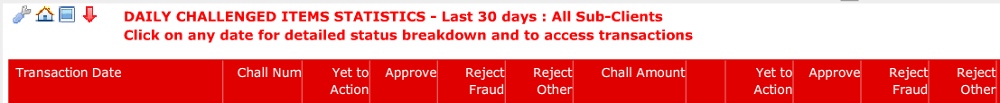 DAILY CHALLENGED ITEMS STATISTICS - Last 30 days : All Sub-Clients
Click on any date for detailed status breakdown and to access transactions
Transaction Date Chall Num Yet to Action Approve Reject Fraud Reject Other Chall Amount Yet to Action Approve Reject Fraud Reject Other